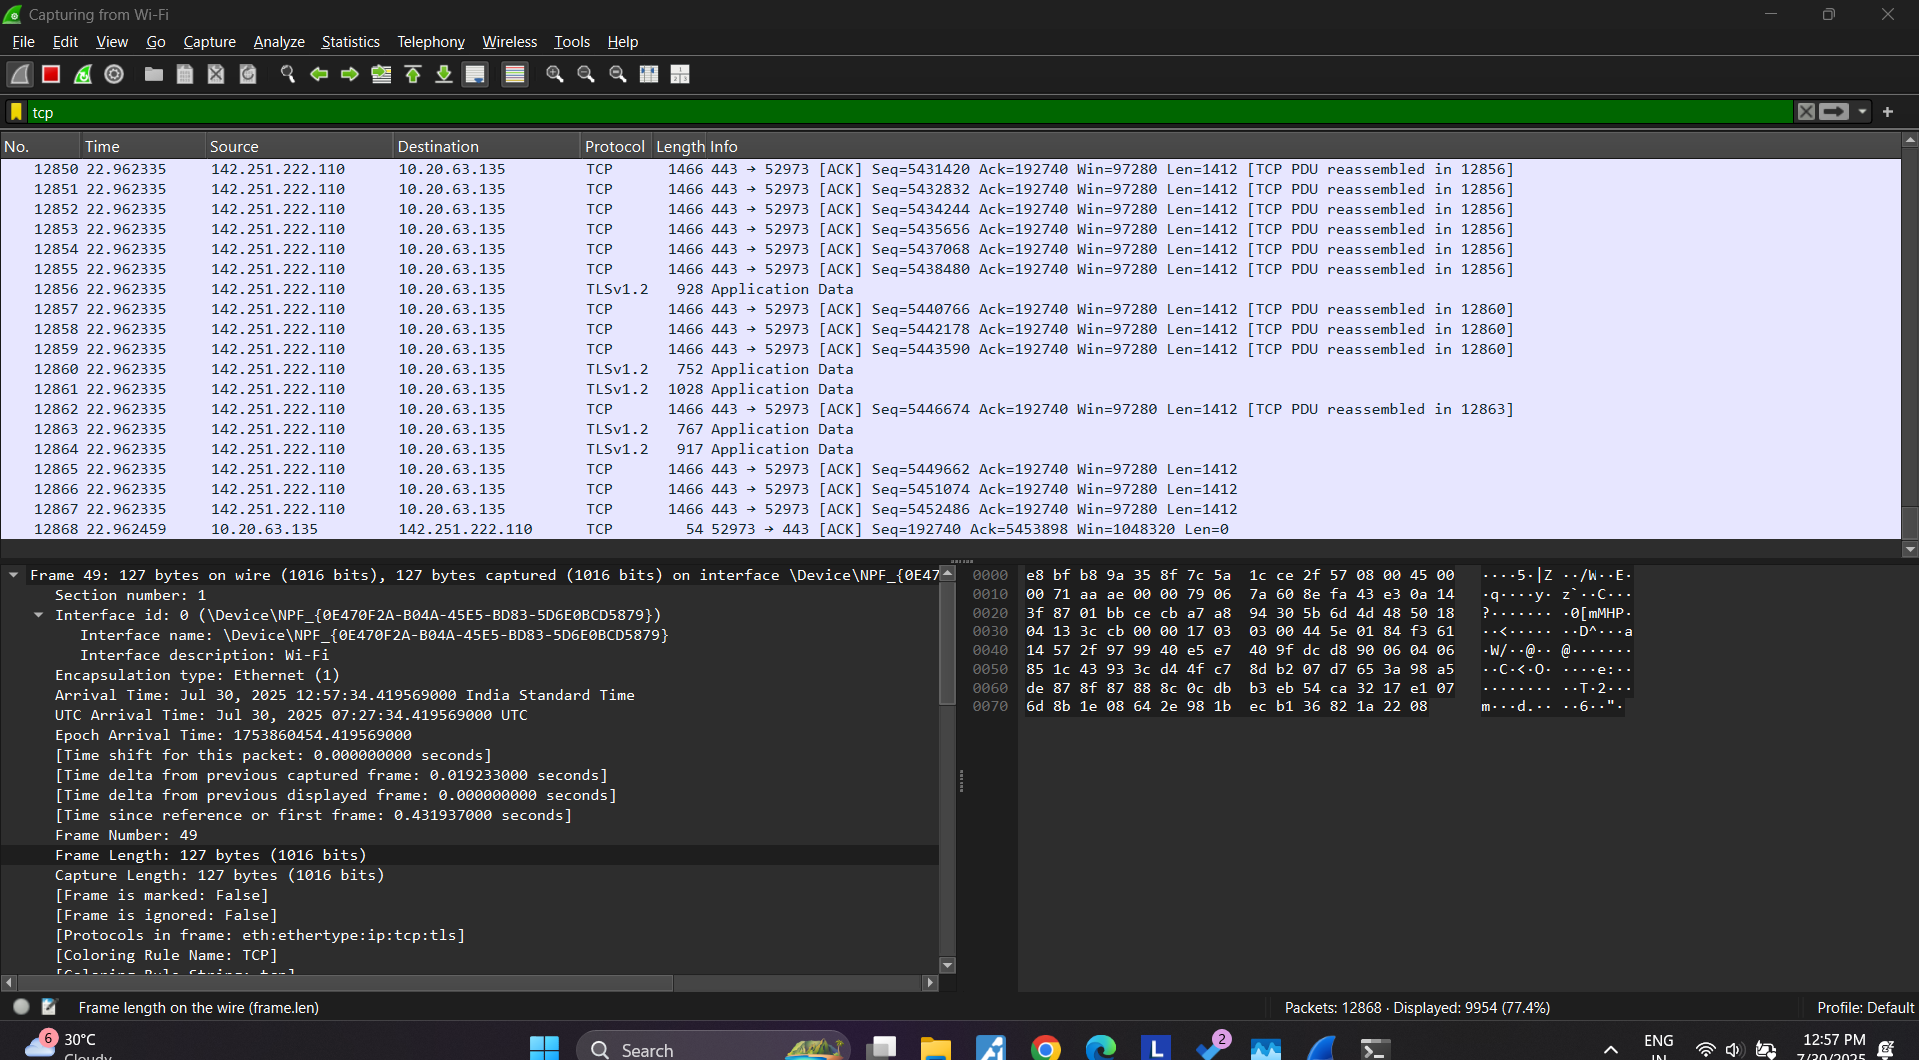 Capturing from Wi-Fi
File Edit View Go Capture Analyze Statistics Telephony Wireless Tools Help
tcp
No. Time Source Destination Protocol Length Info
12850 22.962335 142.251.222.110 10.20.63.135 TCP 1466 443 → 52973 [ACK] Seq=5431420 Ack=192740 Win=97280 Len=1412 [TCP PDU reassembled in 12856]
12851 22.962335 142.251.222.110 10.20.63.135 TCP 1466 443 → 52973 [ACK] Seq=5432832 Ack=192740 Win=97280 Len=1412 [TCP PDU reassembled in 12856]
12852 22.962335 142.251.222.110 10.20.63.135 TCP 1466 443 → 52973 [ACK] Seq=5434244 Ack=192740 Win=97280 Len=1412 [TCP PDU reassembled in 12856]
12853 22.962335 142.251.222.110 10.20.63.135 TCP 1466 443 → 52973 [ACK] Seq=5435656 Ack=192740 Win=97280 Len=1412 [TCP PDU reassembled in 12856]
12854 22.962335 142.251.222.110 10.20.63.135 TCP 1466 443 → 52973 [ACK] Seq=5437068 Ack=192740 Win=97280 Len=1412 [TCP PDU reassembled in 12856]
12855 22.962335 142.251.222.110 10.20.63.135 TCP 1466 443 → 52973 [ACK] Seq=5438480 Ack=192740 Win=97280 Len=1412 [TCP PDU reassembled in 12856]
12856 22.962335 142.251.222.110 10.20.63.135 TLSv1.2 928 Application Data
12857 22.962335 142.251.222.110 10.20.63.135 TCP 1466 443 → 52973 [ACK] Seq=5440766 Ack=192740 Win=97280 Len=1412 [TCP PDU reassembled in 12860]
12858 22.962335 142.251.222.110 10.20.63.135 TCP 1466 443 → 52973 [ACK] Seq=5442178 Ack=192740 Win=97280 Len=1412 [TCP PDU reassembled in 12860]
12859 22.962335 142.251.222.110 10.20.63.135 TCP 1466 443 → 52973 [ACK] Seq=5443590 Ack=192740 Win=97280 Len=1412 [TCP PDU reassembled in 12860]
12860 22.962335 142.251.222.110 10.20.63.135 TLSv1.2 752 Application Data
12861 22.962335 142.251.222.110 10.20.63.135 TLSv1.2 1028 Application Data
12862 22.962335 142.251.222.110 10.20.63.135 TCP 1466 443 → 52973 [ACK] Seq=5446674 Ack=192740 Win=97280 Len=1412 [TCP PDU reassembled in 12863]
12863 22.962335 142.251.222.110 10.20.63.135 TLSv1.2 767 Application Data
12864 22.962335 142.251.222.110 10.20.63.135 TLSv1.2 917 Application Data
12865 22.962335 142.251.222.110 10.20.63.135 TCP 1466 443 → 52973 [ACK] Seq=5449662 Ack=192740 Win=97280 Len=1412
12866 22.962335 142.251.222.110 10.20.63.135 TCP 1466 443 → 52973 [ACK] Seq=5451074 Ack=192740 Win=97280 Len=1412
12867 22.962335 142.251.222.110 10.20.63.135 TCP 1466 443 → 52973 [ACK] Seq=5452486 Ack=192740 Win=97280 Len=1412
12868 22.962459 10.20.63.135 142.251.222.110 TCP 54 52973 → 443 [ACK] Seq=192740 Ack=5453898 Win=1048320 Len=0
Frame 49: 127 bytes on wire (1016 bits), 127 bytes captured (1016 bits) on interface \Device\NPF_{0E47
Section number: 1
Interface id: 0 (\Device\NPF_{0E470F2A-B04A-45E5-BD83-5D6E0BCD5879})
Interface name: \Device\NPF_{0E470F2A-B04A-45E5-BD83-5D6E0BCD5879}
Interface description: Wi-Fi
Encapsulation type: Ethernet (1)
Arrival Time: Jul 30, 2025 12:57:34.419569000 India Standard Time
UTC Arrival Time: Jul 30, 2025 07:27:34.419569000 UTC
Epoch Arrival Time: 1753860454.419569000
[Time shift for this packet: 0.000000000 seconds]
[Time delta from previous captured frame: 0.019233000 seconds]
[Time delta from previous displayed frame: 0.000000000 seconds]
[Time since reference or first frame: 0.431937000 seconds]
Frame Number: 49
Frame Length: 127 bytes (1016 bits)
Capture Length: 127 bytes (1016 bits)
[Frame is marked: False]
[Frame is ignored: False]
[Protocols in frame: eth:ethertype:ip:tcp:tls]
[Coloring Rule Name: TCP]
[Coloring Rule String: tcp]
0000 e8 bf b8 9a 35 8f 7c 5a 1c ce 2f 57 08 00 45 00 ····5·|Z ··/W··E·
0010 00 71 aa ae 00 00 79 06 7a 60 8e fa 43 e3 0a 14 ·q····y· z`··C···
0020 3f 87 01 bb ce cb a7 a8 94 30 5b 6d 4d 48 50 18 ?······· ·0[mMHP·
0030 04 13 3c cb 00 00 17 03 03 00 44 5e 01 84 f3 61 ··<····· ··D^···a
0040 14 57 2f 97 99 40 e5 e7 40 9f dc d8 90 06 04 06 ·W/··@·· @·······
0050 85 1c 43 93 3c d4 4f c7 8d b2 07 d7 65 3a 98 a5 ··C·<·O· ····e:··
0060 de 87 8f 87 88 8c 0c db b3 eb 54 ca 32 17 e1 07 ········ ··T·2···
0070 6d 8b 1e 08 64 2e 98 1b ec b1 36 82 1a 22 08 m···d.·· ··6··"·
Frame length on the wire (frame.len)
Packets: 12868 · Displayed: 9954 (77.4%)
Profile: Default
6
30°C
Cloudy
Search
L
2
ENG
IN
12:57 PM
7/30/2025